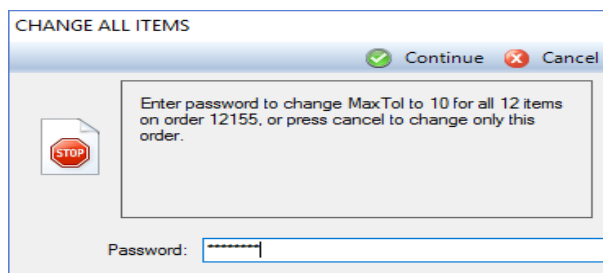 CHANGE ALL ITEMS
Continue Cancel
Enter password to change MaxTol to 10 for all 12 items
on order 12155, or press cancel to change only this
order.
STOP
Password: ********